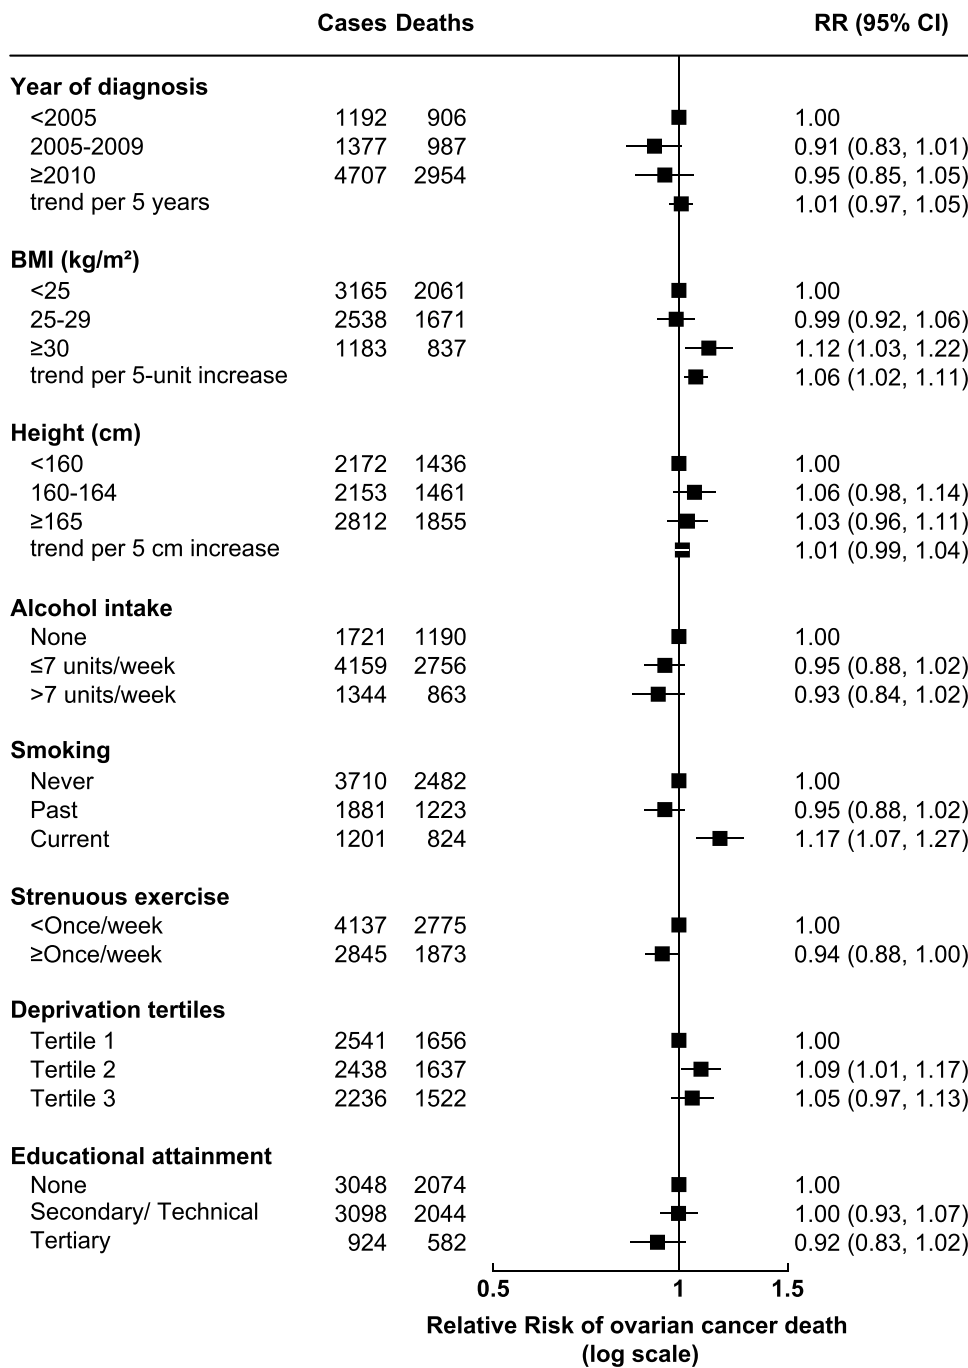 Cases Deaths RR (95% CI)
Year of diagnosis
<2005 1192 906 1.00
2005-2009 1377 987 0.91 (0.83, 1.01)
≥2010 4707 2954 0.95 (0.85, 1.05)
trend per 5 years 1.01 (0.97, 1.05)
BMI (kg/m²)
<25 3165 2061 1.00
25-29 2538 1671 0.99 (0.92, 1.06)
≥30 1183 837 1.12 (1.03, 1.22)
trend per 5-unit increase 1.06 (1.02, 1.11)
Height (cm)
<160 2172 1436 1.00
160-164 2153 1461 1.06 (0.98, 1.14)
≥165 2812 1855 1.03 (0.96, 1.11)
trend per 5 cm increase 1.01 (0.99, 1.04)
Alcohol intake
None 1721 1190 1.00
≤7 units/week 4159 2756 0.95 (0.88, 1.02)
>7 units/week 1344 863 0.93 (0.84, 1.02)
Smoking
Never 3710 2482 1.00
Past 1881 1223 0.95 (0.88, 1.02)
Current 1201 824 1.17 (1.07, 1.27)
Strenuous exercise
<Once/week 4137 2775 1.00
≥Once/week 2845 1873 0.94 (0.88, 1.00)
Deprivation tertiles
Tertile 1 2541 1656 1.00
Tertile 2 2438 1637 1.09 (1.01, 1.17)
Tertile 3 2236 1522 1.05 (0.97, 1.13)
Educational attainment
None 3048 2074 1.00
Secondary/ Technical 3098 2044 1.00 (0.93, 1.07)
Tertiary 924 582 0.92 (0.83, 1.02)
0.5 1 1.5
Relative Risk of ovarian cancer death
(log scale)